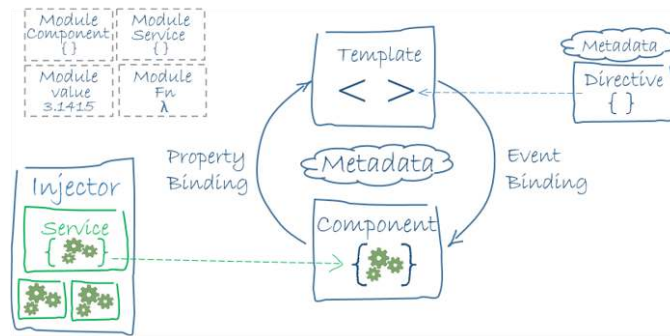 Module
Component
{ }
Module
Service
{ }
Module
value
3.1415
Module
Fn
λ
Template
< >
Metadata
Directive
{ }
Property
Binding
Metadata
Event
Binding
Injector
Service
{ }
Component
{ }